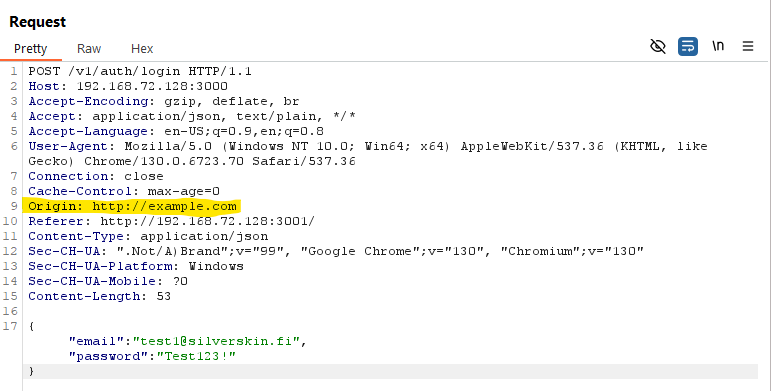 Request
Pretty Raw Hex
\n
1 POST /v1/auth/login HTTP/1.1
2 Host: 192.168.72.128:3000
3 Accept-Encoding: gzip, deflate, br
4 Accept: application/json, text/plain, */*
5 Accept-Language: en-US;q=0.9,en;q=0.8
6 User-Agent: Mozilla/5.0 (Windows NT 10.0; Win64; x64) AppleWebKit/537.36 (KHTML, like
Gecko) Chrome/130.0.6723.70 Safari/537.36
7 Connection: close
8 Cache-Control: max-age=0
9 Origin: http://example.com
10 Referer: http://192.168.72.128:3001/
11 Content-Type: application/json
12 Sec-CH-UA: ".Not/A)Brand";v="99", "Google Chrome";v="130", "Chromium";v="130"
13 Sec-CH-UA-Platform: Windows
14 Sec-CH-UA-Mobile: ?0
15 Content-Length: 53
16
17 {
"email":"test1@silverskin.fi",
"password":"Test123!"
}